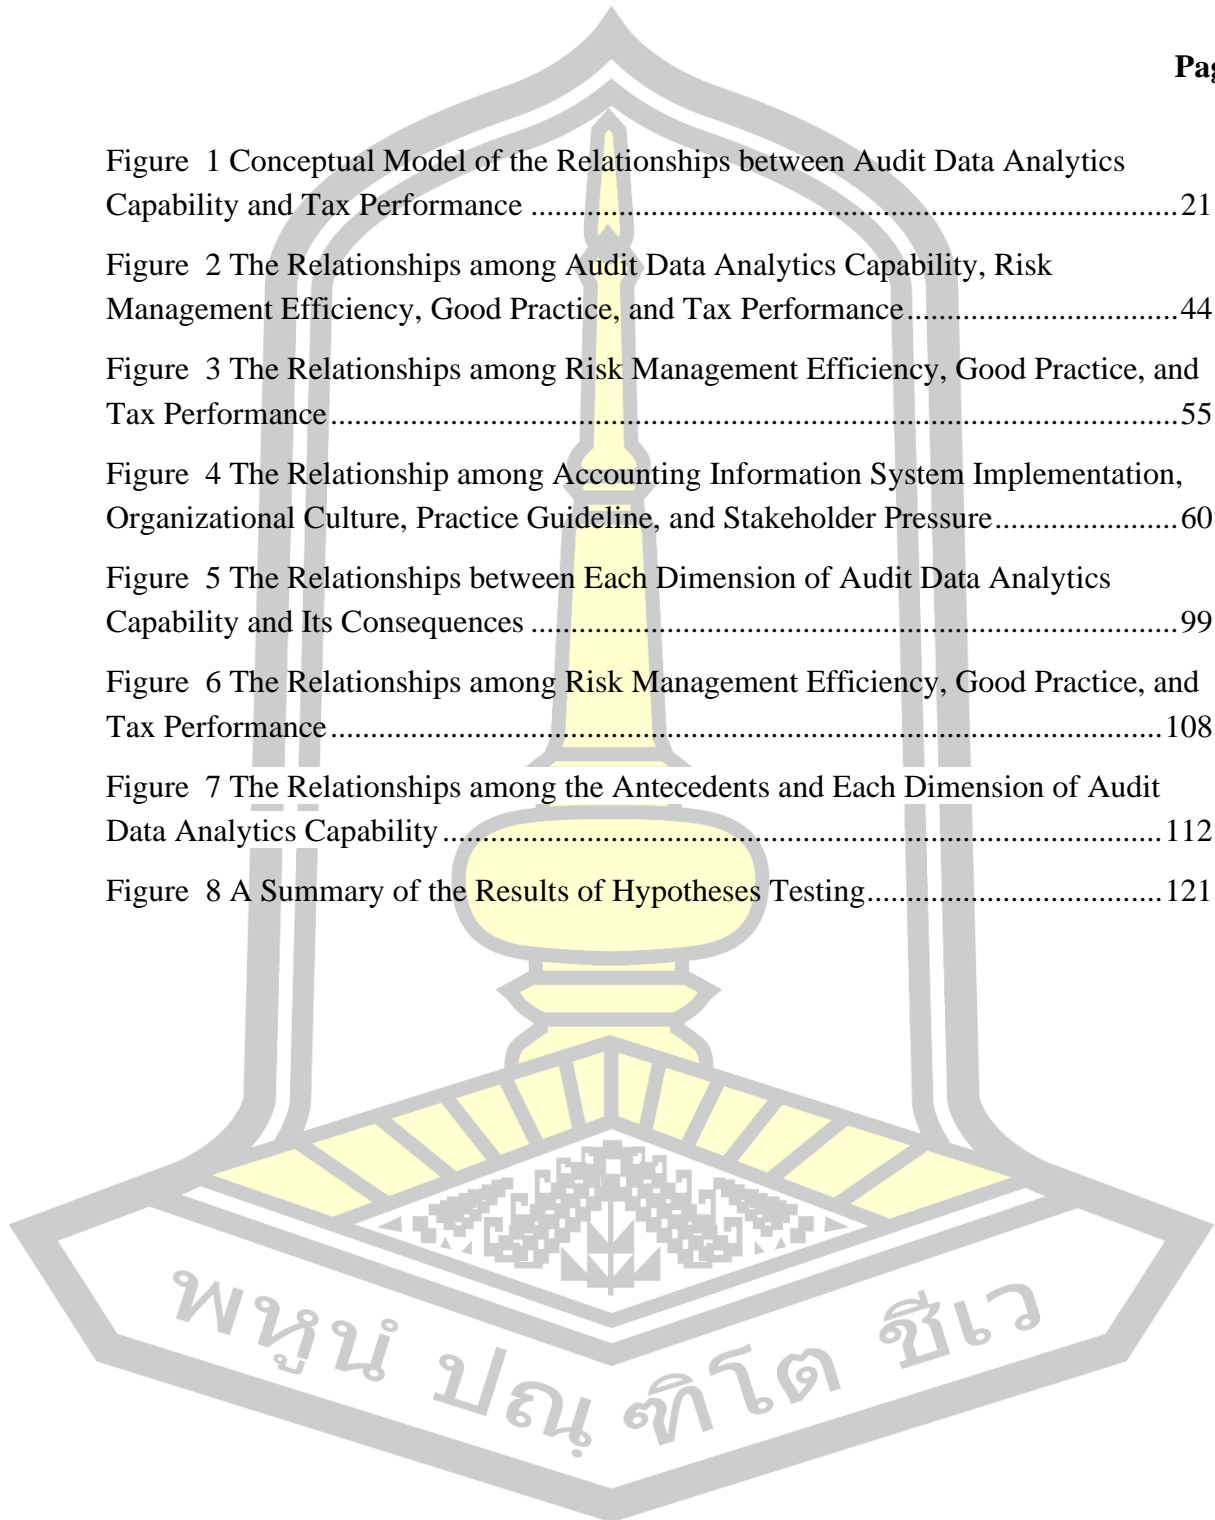 Pag
Figure 1 Conceptual Model of the Relationships between Audit Data Analytics
Capability and Tax Performance ........................................................................ 21
Figure 2 The Relationships among Audit Data Analytics Capability, Risk
Management Efficiency, Good Practice, and Tax Performance .............................. 44
Figure 3 The Relationships among Risk Management Efficiency, Good Practice, and
Tax Performance ............................................................................................... 55
Figure 4 The Relationship among Accounting Information System Implementation,
Organizational Culture, Practice Guideline, and Stakeholder Pressure .................... 60
Figure 5 The Relationships between Each Dimension of Audit Data Analytics
Capability and Its Consequences ........................................................................ 99
Figure 6 The Relationships among Risk Management Efficiency, Good Practice, and
Tax Performance ............................................................................................. 108
Figure 7 The Relationships among the Antecedents and Each Dimension of Audit
Data Analytics Capability ................................................................................ 112
Figure 8 A Summary of the Results of Hypotheses Testing ................................. 121
พหูนํ ปณฺฑิโต ชีเว